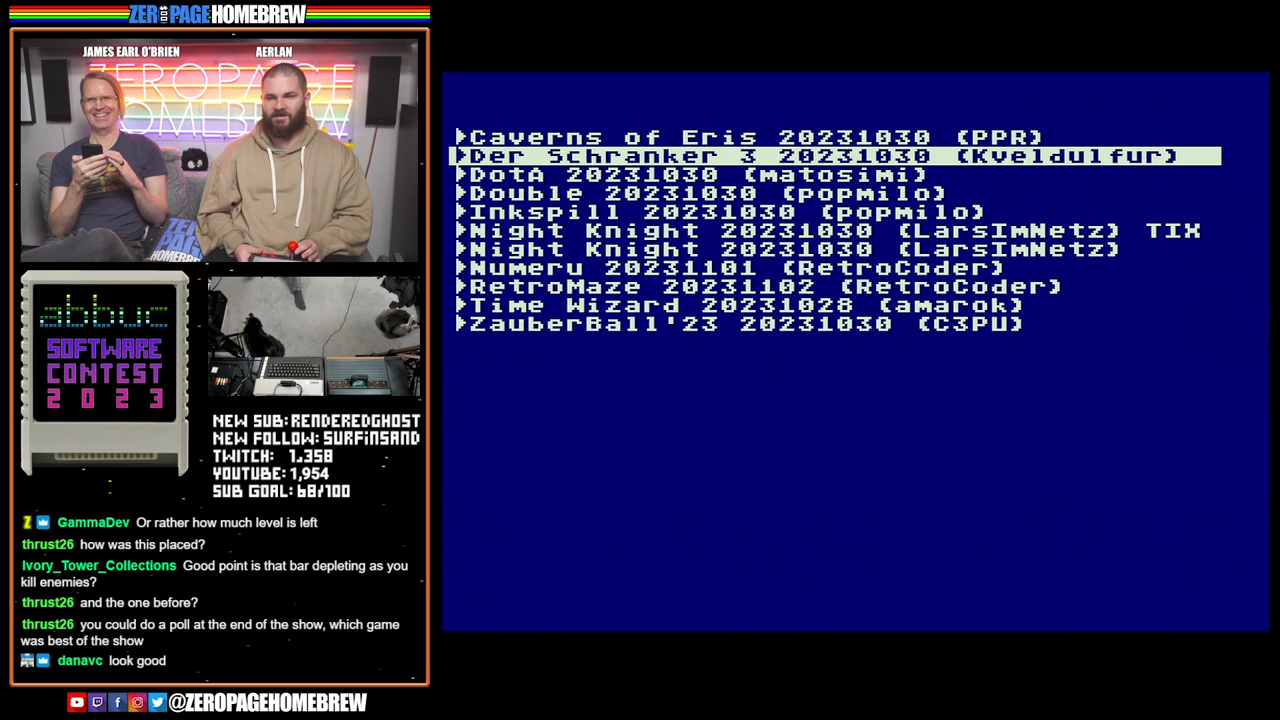 ZEROPAGE HOMEBREW
JAMES EARL O'BRIEN
AERLAN
ZEROPAGE
HOMEBREW
ZERO
PAGE
HOMEBREW
abbuc
SOFTWARE
CONTEST
2023
NEW SUB: RENDEREDGHOST
NEW FOLLOW: SURFINSAND
TWITCH: 1,358
YOUTUBE: 1,954
SUB GOAL: 68/100
GammaDev Or rather how much level is left
thrust26 how was this placed?
Ivory_Tower_Collections Good point is that bar depleting as you
kill enemies?
thrust26 and the one before?
thrust26 you could do a poll at the end of the show, which game
was best of the show
danavc look good
@ZEROPAGEHOMEBREW
Caverns of Eris 20231030 (PPR)
Der Schranker 3 20231030 (Kveldulfur)
DotA 20231030 (matosimi)
Double 20231030 (popmilo)
Inkspill 20231030 (popmilo)
Night Knight 20231030 (LarsImNetz) TIX
Night Knight 20231030 (LarsImNetz)
Numeru 20231101 (RetroCoder)
RetroMaze 20231102 (RetroCoder)
Time Wizard 20231028 (amarok)
ZauberBall'23 20231030 (C3PU)